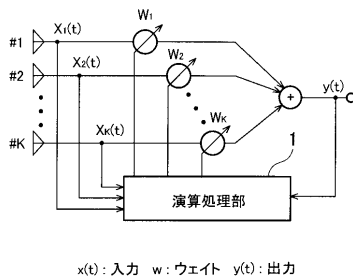 W₁
#1
X₁(t)
W₂
#2
X₂(t)
y(t)
Wₖ
#K
Xₖ(t)
1
演算処理部
x(t) : 入力 w : ウェイト y(t) : 出力